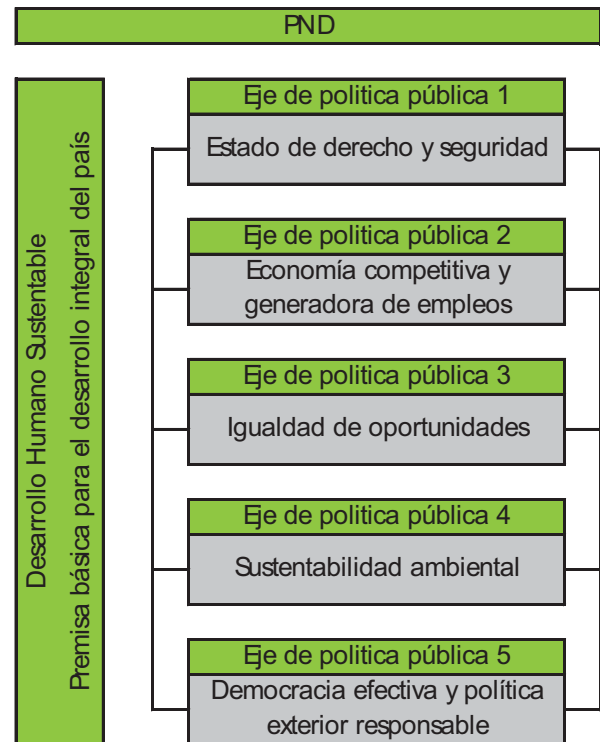 PND
Desarrollo Humano Sustentable
Premisa básica para el desarrollo integral del país
Eje de politica pública 1
Estado de derecho y seguridad
Eje de politica pública 2
Economía competitiva y
generadora de empleos
Eje de politica pública 3
Igualdad de oportunidades
Eje de politica pública 4
Sustentabilidad ambiental
Eje de politica pública 5
Democracia efectiva y política
exterior responsable